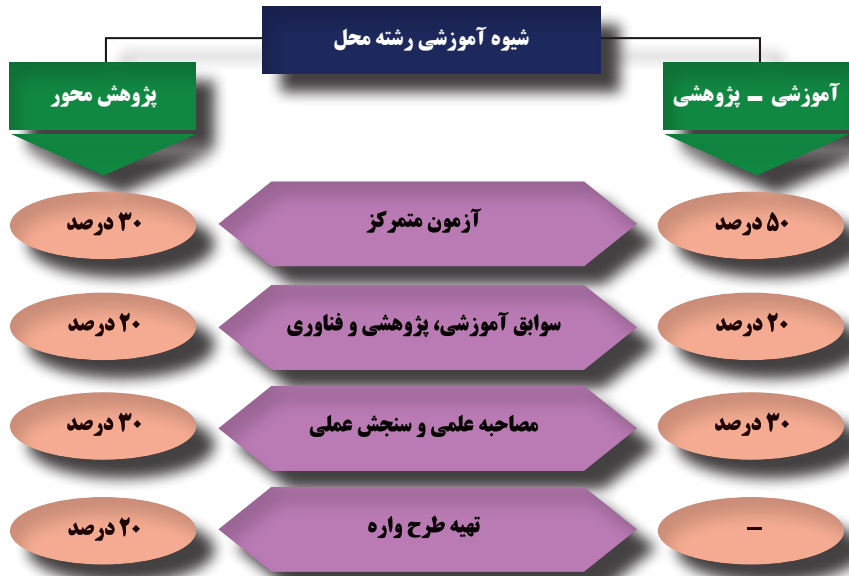 شیوه آموزشی رشته محل
آموزشی - پژوهشی
پژوهش محور
۵۰ درصد
آزمون متمرکز
۳۰ درصد
۲۰ درصد
سوابق آموزشی، پژوهشی و فناوری
۲۰ درصد
۳۰ درصد
مصاحبه علمی و سنجش عملی
۳۰ درصد
-
تهیه طرح واره
۲۰ درصد